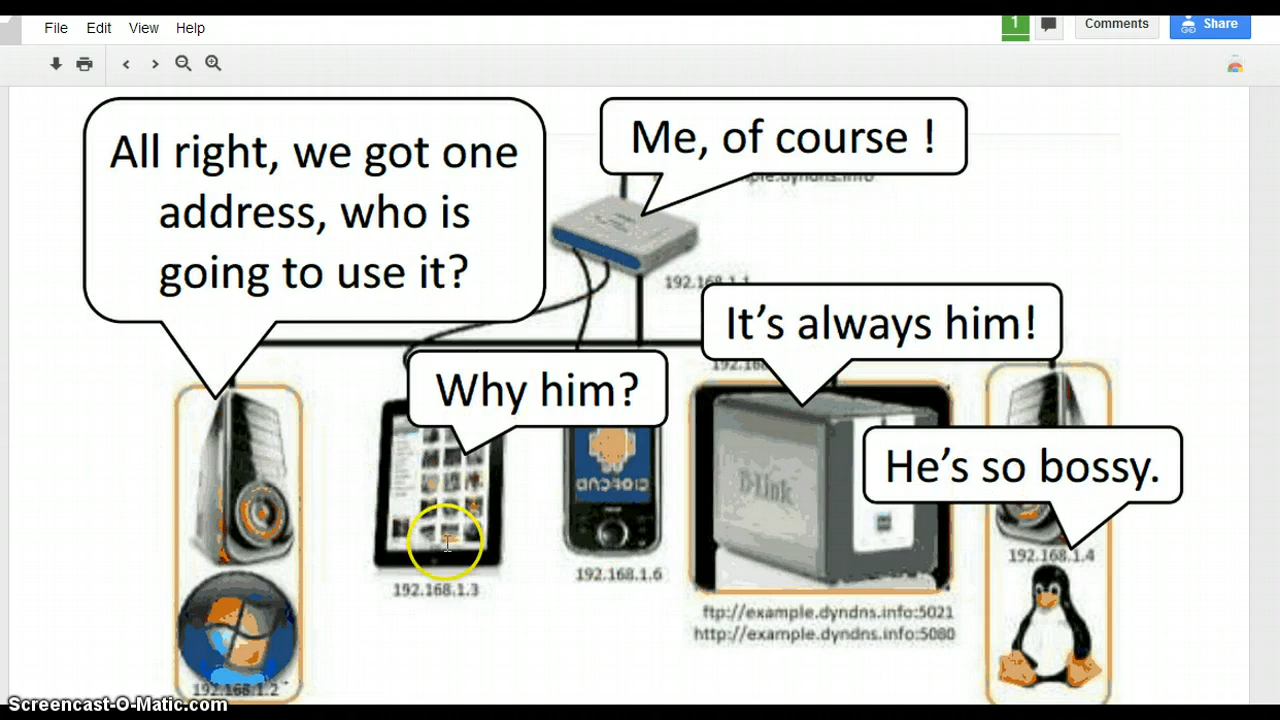 File Edit View Help
1 Comments Share
All right, we got one
address, who is
going to use it?
Me, of course !
192.168.1.1
It's always him!
Why him?
He's so bossy.
D-Link
192.168.1.4
192.168.1.6
192.168.1.3
ftp://example.dyndns.info:5021
http://example.dyndns.info:5080
192.168.1.2
Screencast-O-Matic.com